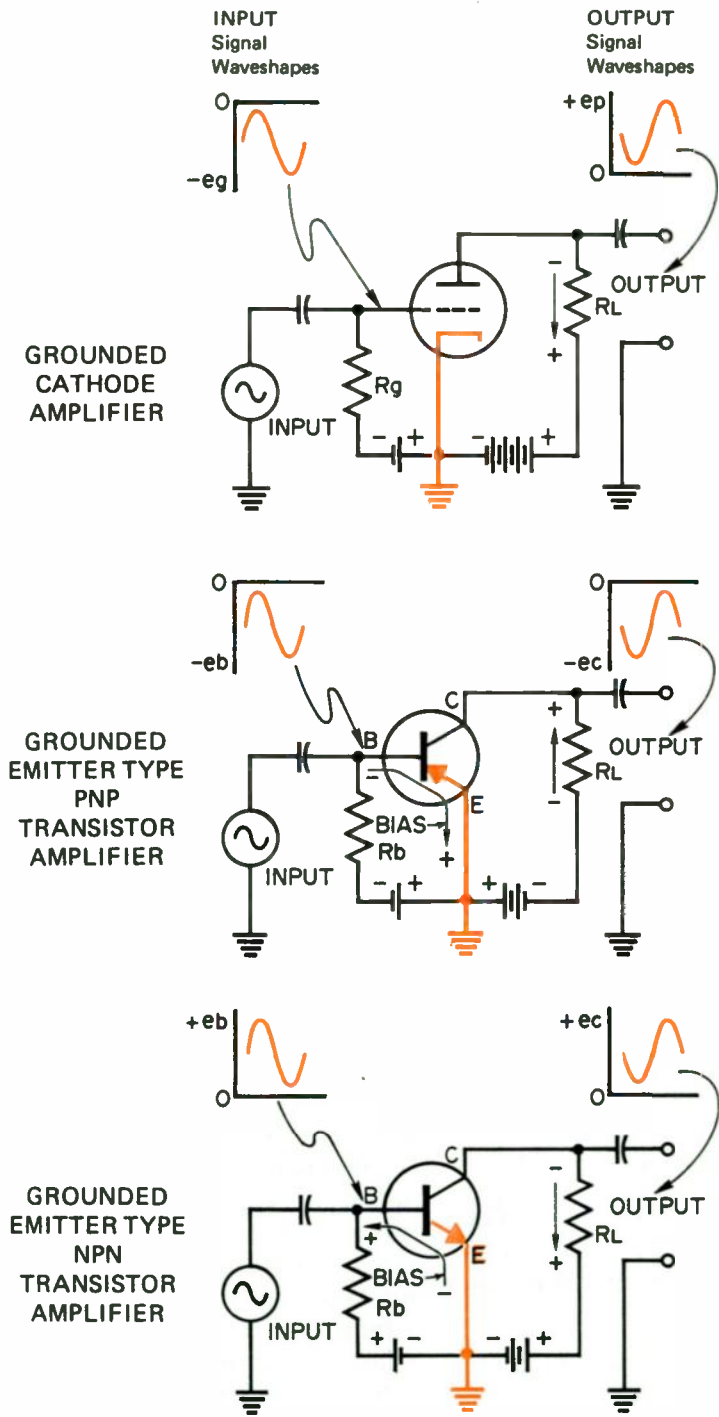 INPUT
Signal
Waveshapes
OUTPUT
Signal
Waveshapes
O
-eg
+ep
O
GROUNDED
CATHODE
AMPLIFIER
INPUT
Rg
- +
- +
-
+
RL
OUTPUT
O
-eb
O
-ec
GROUNDED
EMITTER TYPE
PNP
TRANSISTOR
AMPLIFIER
INPUT
B
C
E
-
BIAS
+
Rb
- +
+ -
+
-
RL
OUTPUT
+eb
O
+ec
O
GROUNDED
EMITTER TYPE
NPN
TRANSISTOR
AMPLIFIER
INPUT
B
C
E
+
BIAS
-
Rb
+ -
- +
-
+
RL
OUTPUT